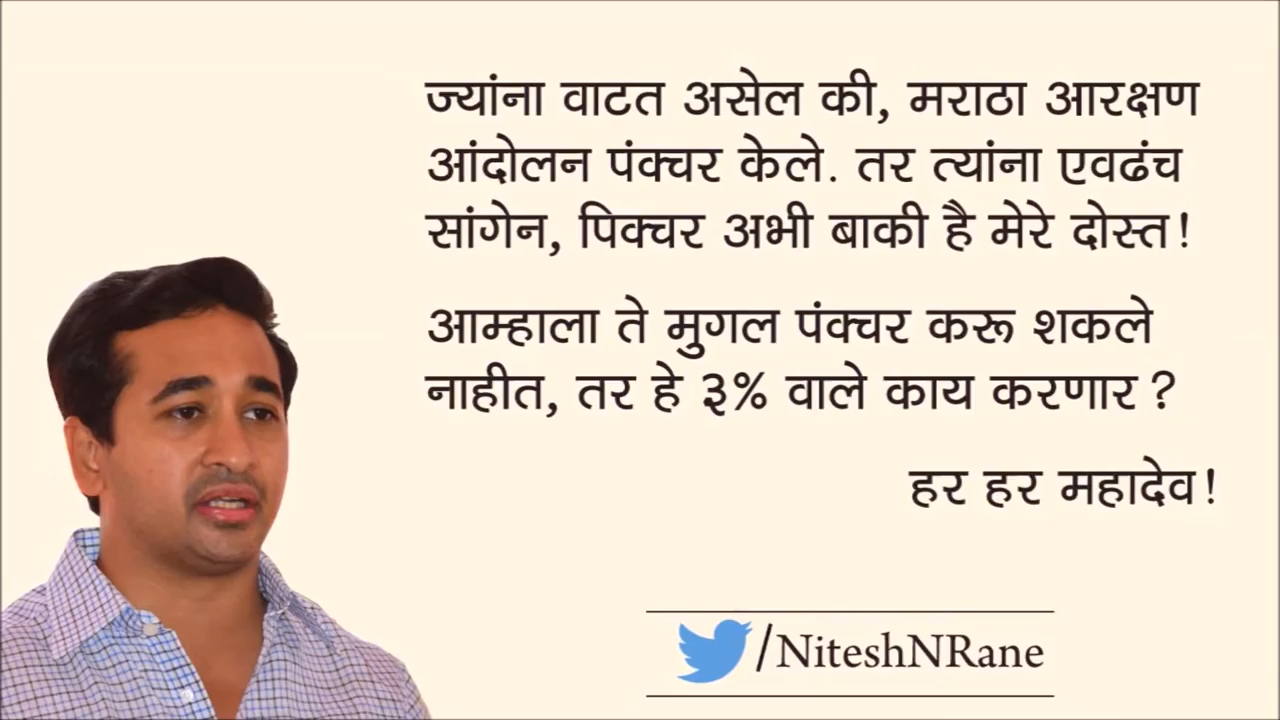 ज्यांना वाटत असेल की, मराठा आरक्षण
आंदोलन पंक्चर केले. तर त्यांना एवढंच
सांगेन, पिक्चर अभी बाकी है मेरे दोस्त!
आम्हाला ते मुगल पंक्चर करू शकले
नाहीत, तर हे ३% वाले काय करणार ?
हर हर महादेव!
/NiteshNRane